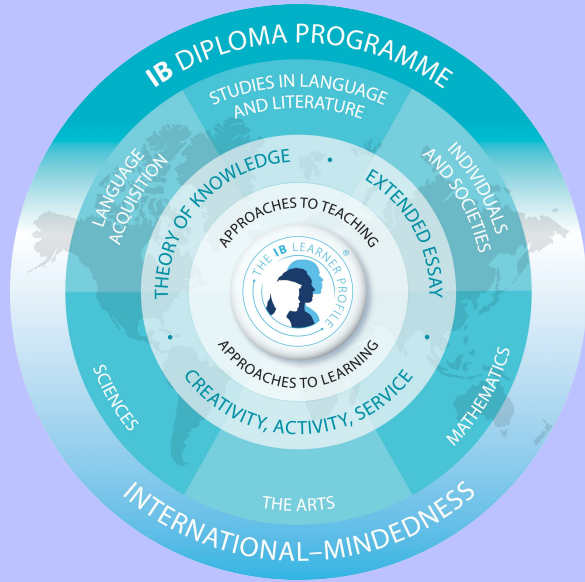 IB DIPLOMA PROGRAMME
STUDIES IN LANGUAGE
AND LITERATURE
LANGUAGE
ACQUISITION
INDIVIDUALS
AND SOCIETIES
THEORY OF KNOWLEDGE
•
EXTENDED ESSAY
•
APPROACHES TO TEACHING
THE IB LEARNER PROFILE
®
APPROACHES TO LEARNING
•
CREATIVITY, ACTIVITY, SERVICE
SCIENCES
MATHEMATICS
THE ARTS
INTERNATIONAL–MINDEDNESS